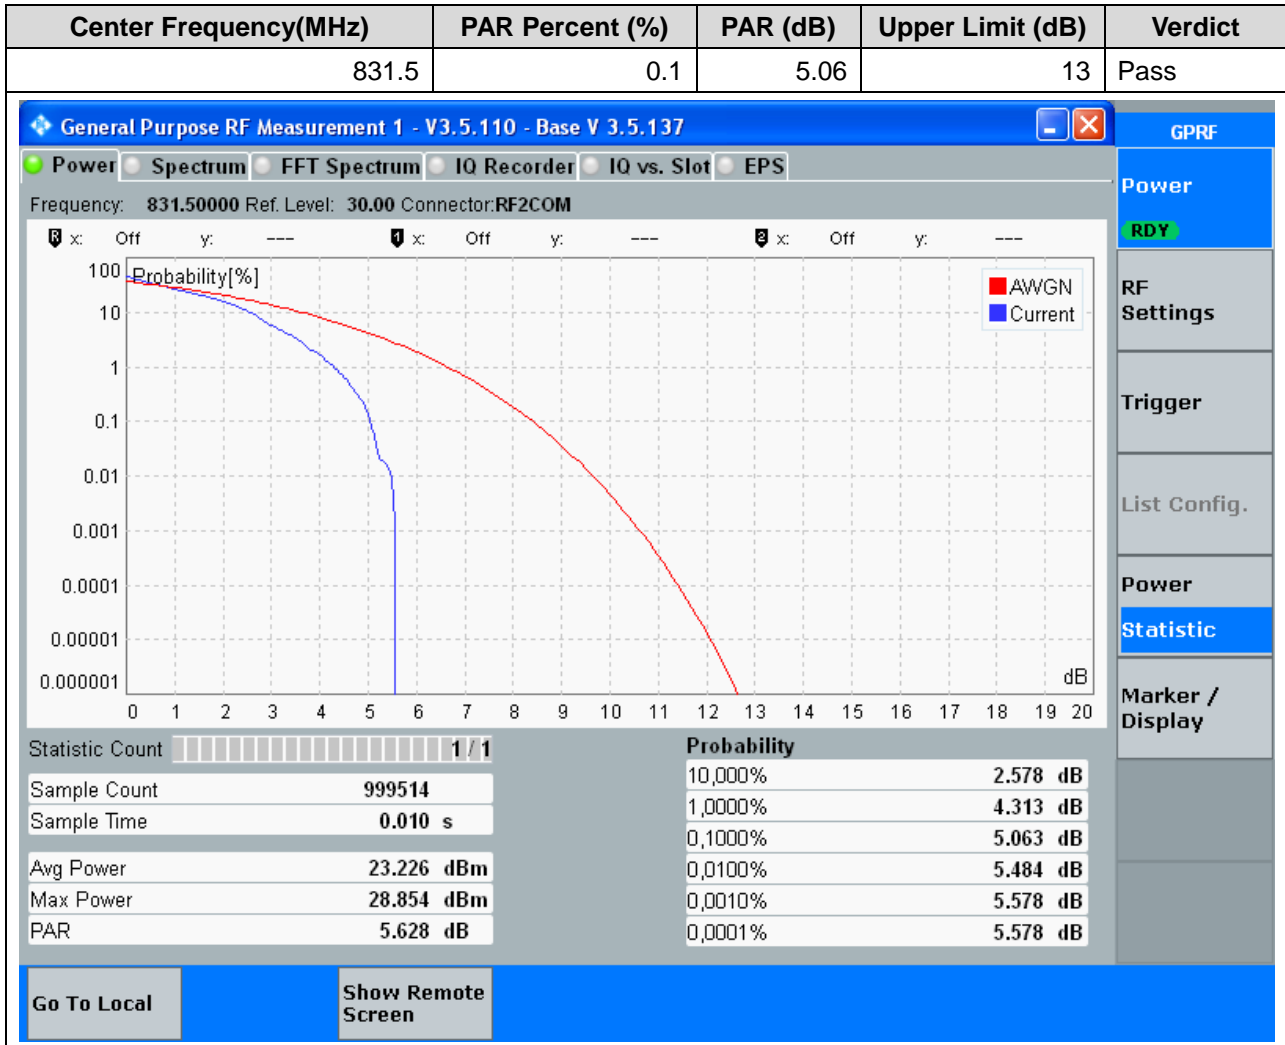 Center Frequency(MHz) PAR Percent (%) PAR (dB) Upper Limit (dB) Verdict
831.5 0.1 5.06 13 Pass
General Purpose RF Measurement 1 - V3.5.110 - Base V 3.5.137
GPRF
Power Spectrum FFT Spectrum IQ Recorder IQ vs. Slot EPS
Frequency: 831.50000 Ref. Level: 30.00 Connector:RF2COM
R x: Off y: --- 1 x: Off y: --- 2 x: Off y: ---
Probability[%]
100
10
1
0.1
0.01
0.001
0.0001
0.00001
0.000001
AWGN
Current
dB
0 1 2 3 4 5 6 7 8 9 10 11 12 13 14 15 16 17 18 19 20
Statistic Count 1 / 1
Sample Count 999514
Sample Time 0.010 s
Avg Power 23.226 dBm
Max Power 28.854 dBm
PAR 5.628 dB
Probability
10,000% 2.578 dB
1,0000% 4.313 dB
0,1000% 5.063 dB
0,0100% 5.484 dB
0,0010% 5.578 dB
0,0001% 5.578 dB
Power
RDY
RF
Settings
Trigger
List Config.
Power
Statistic
Marker /
Display
Go To Local
Show Remote
Screen